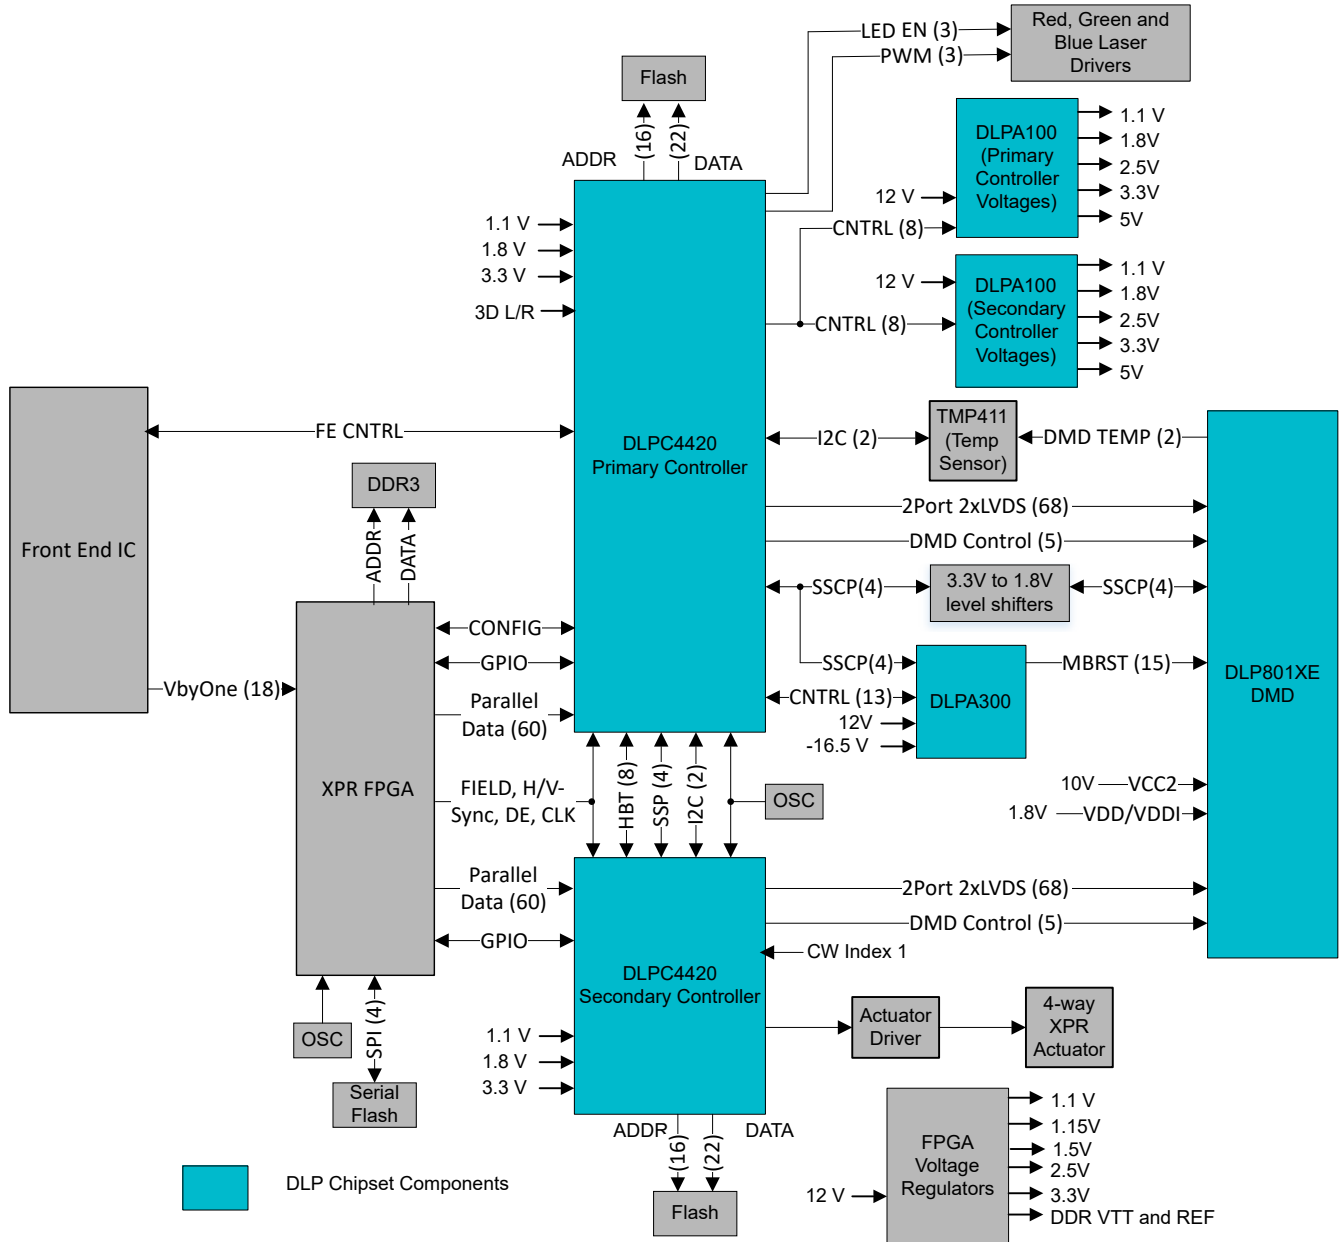 LED EN (3)
PWM (3)
Red, Green and
Blue Laser
Drivers
Flash
(16)
(22)
ADDR
DATA
DLPA100
(Primary
Controller
Voltages)
12 V
CNTRL (8)
1.1 V
1.8V
2.5V
3.3V
5V
1.1 V
1.8 V
3.3 V
3D L/R
12 V
CNTRL (8)
DLPA100
(Secondary
Controller
Voltages)
1.1 V
1.8V
2.5V
3.3V
5V
Front End IC
FE CNTRL
DLPC4420
Primary Controller
I2C (2)
TMP411
(Temp
Sensor)
DMD TEMP (2)
DDR3
ADDR
DATA
2Port 2xLVDS (68)
DMD Control (5)
SSCP(4)
3.3V to 1.8V
level shifters
SSCP(4)
CONFIG
GPIO
VbyOne (18)
Parallel
Data (60)
SSCP(4)
CNTRL (13)
12V
-16.5 V
DLPA300
MBRST (15)
DLP801XE
DMD
XPR FPGA
FIELD, H/V-
Sync, DE, CLK
HBT (8)
SSP (4)
I2C (2)
OSC
10V
VCC2
1.8V
VDD/VDDI
Parallel
Data (60)
GPIO
2Port 2xLVDS (68)
DMD Control (5)
CW Index 1
DLPC4420
Secondary Controller
OSC
SPI (4)
Serial
Flash
1.1 V
1.8 V
3.3 V
Actuator
Driver
4-way
XPR
Actuator
ADDR
DATA
(16)
(22)
Flash
12 V
FPGA
Voltage
Regulators
1.1 V
1.15V
1.5V
2.5V
3.3V
DDR VTT and REF
DLP Chipset Components